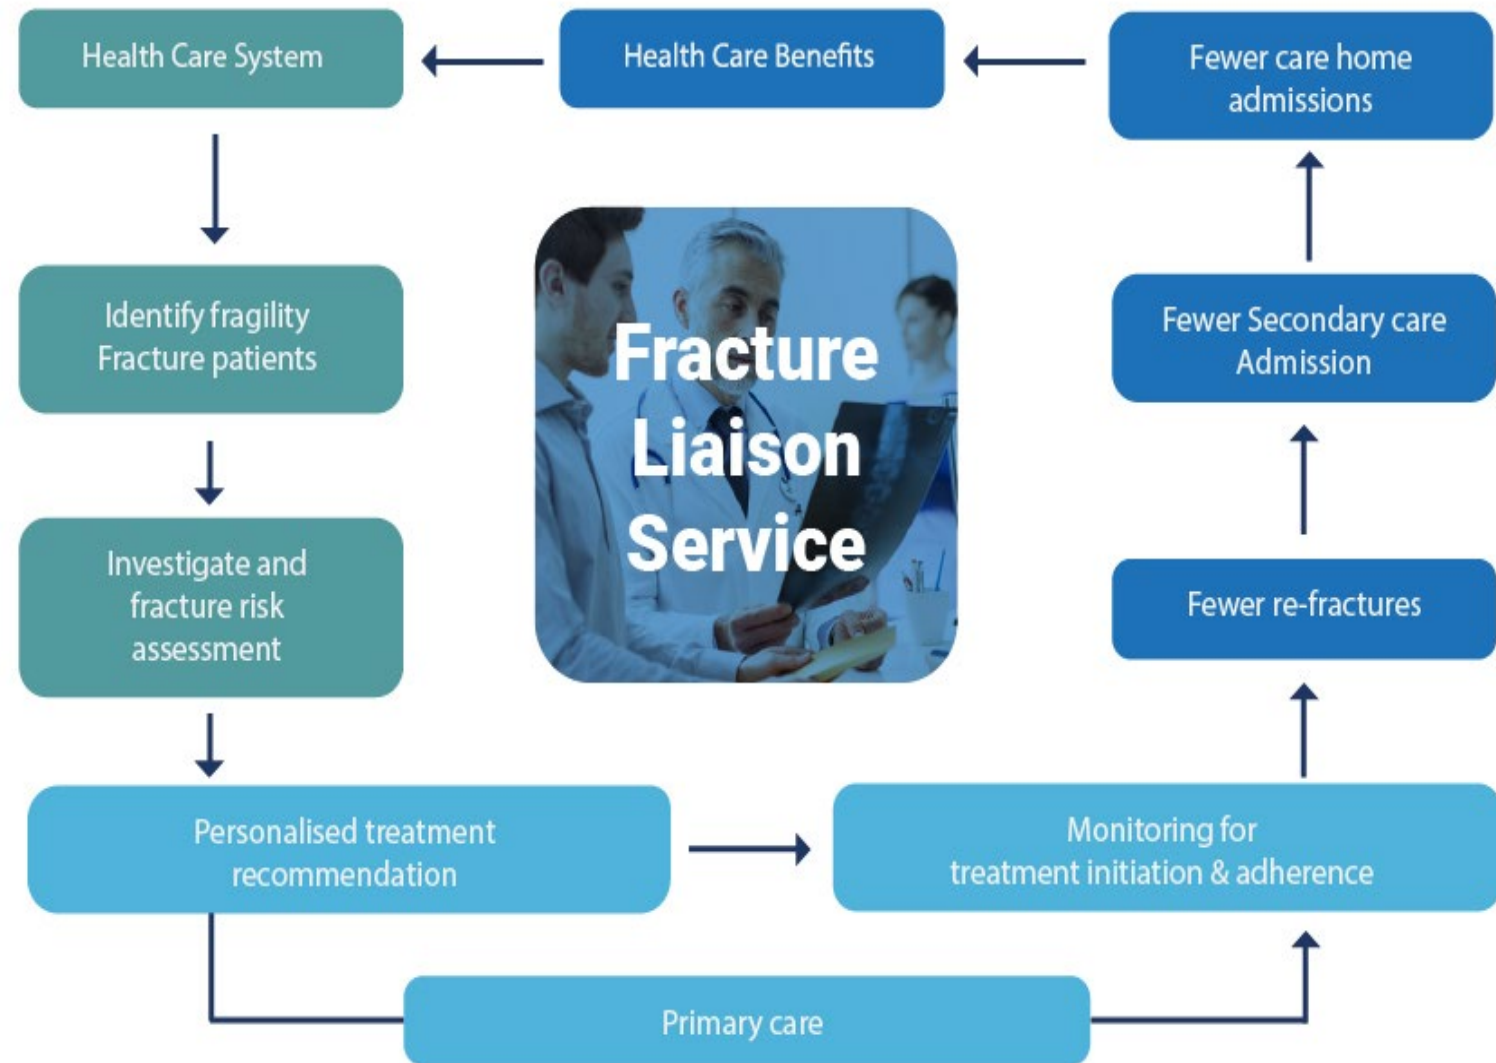 Health Care System
Health Care Benefits
Fewer care home
admissions
Identify fragility
Fracture patients
Fracture
Liaison
Service
Fewer Secondary care
Admission
Investigate and
fracture risk
assessment
Fewer re-fractures
Personalised treatment
recommendation
Monitoring for
treatment initiation & adherence
Primary care